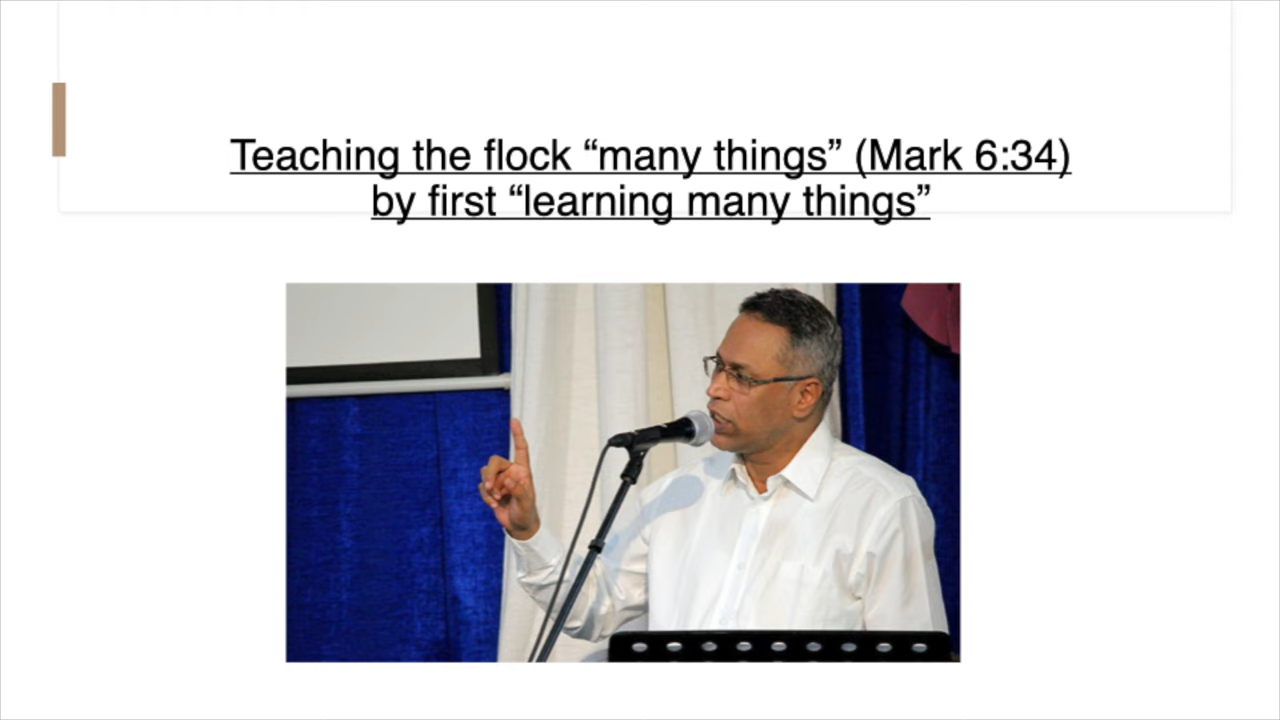 Teaching the flock “many things” (Mark 6:34)
by first “learning many things”